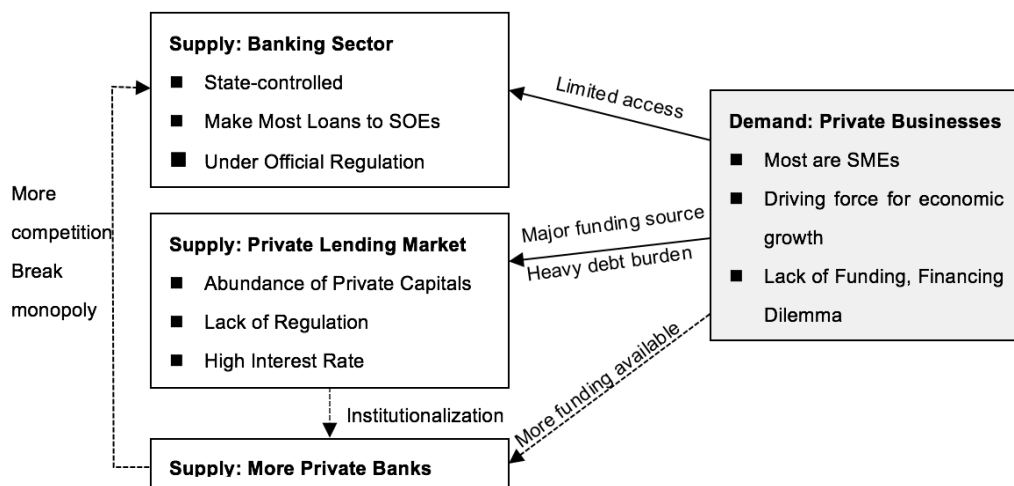 Supply: Banking Sector
■ State-controlled
■ Make Most Loans to SOEs
■ Under Official Regulation
Limited access
Demand: Private Businesses
■ Most are SMEs
■ Driving force for economic
growth
■ Lack of Funding, Financing
Dilemma
More
competition
Break
monopoly
Supply: Private Lending Market
■ Abundance of Private Capitals
■ Lack of Regulation
■ High Interest Rate
Major funding source
Heavy debt burden
More funding available
Institutionalization
Supply: More Private Banks